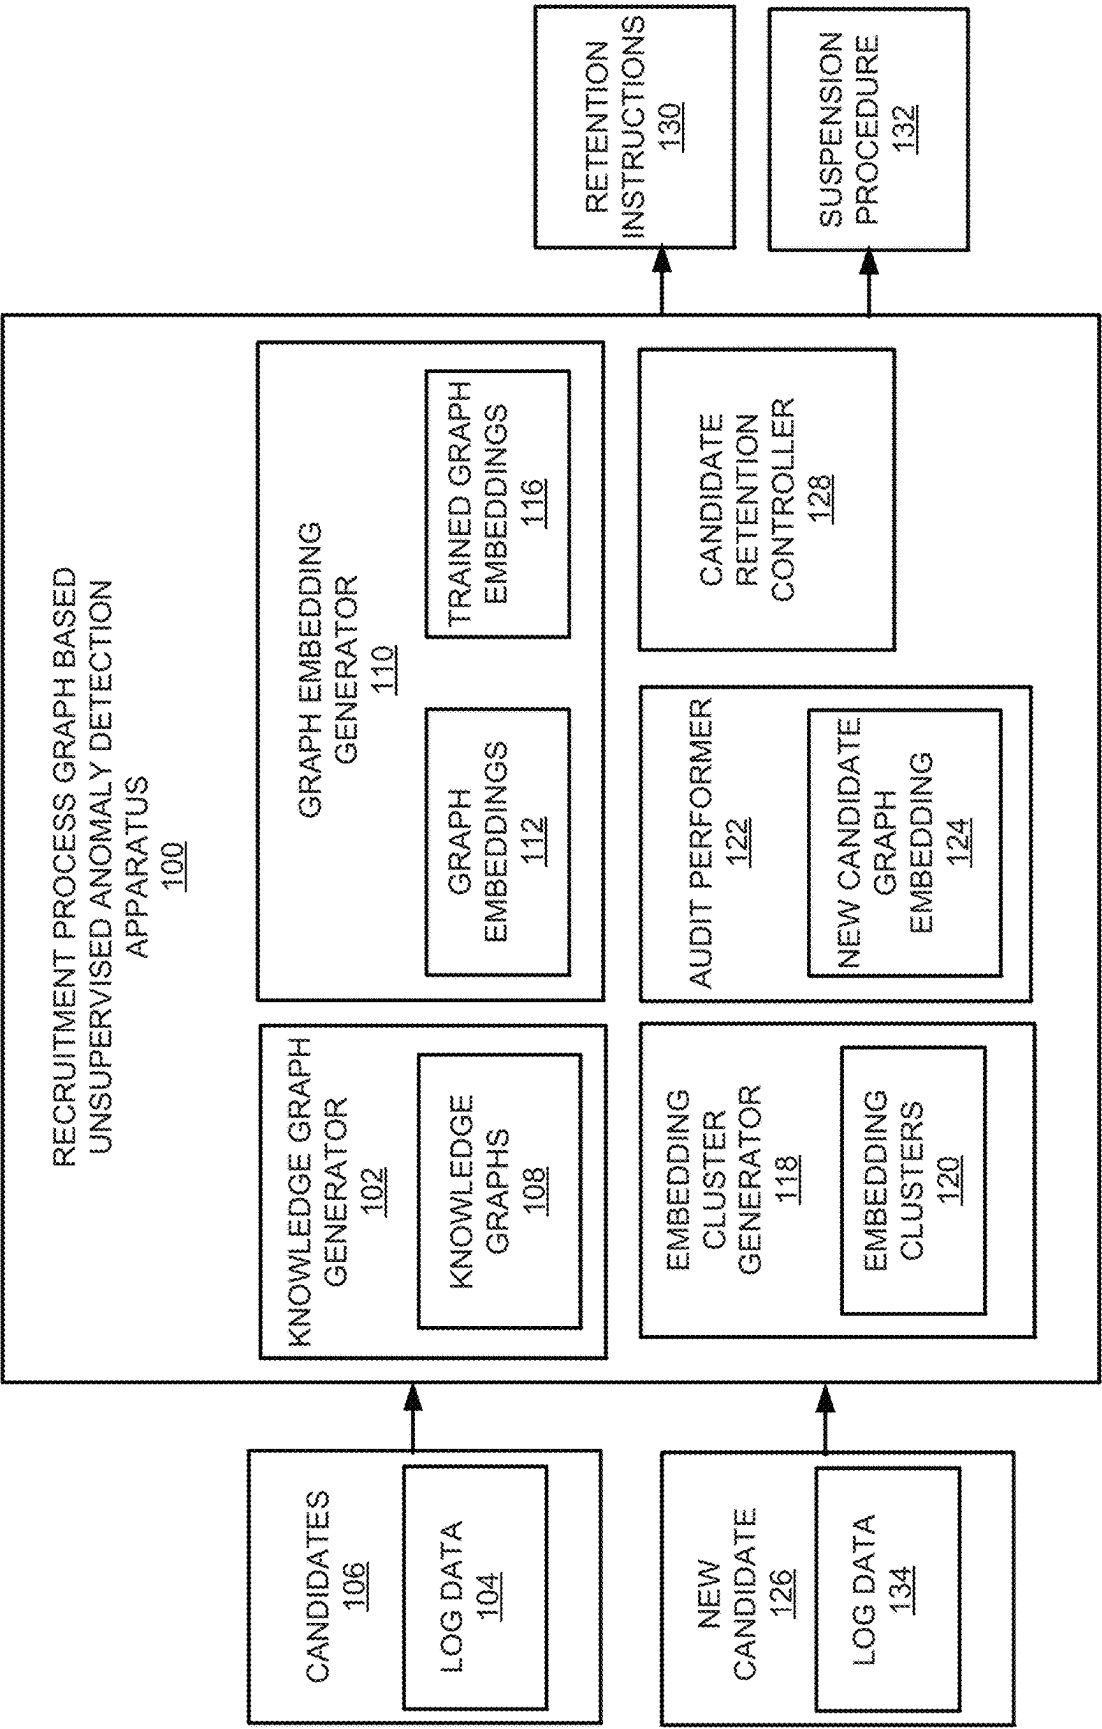 RECRUITMENT PROCESS GRAPH BASED
UNSUPERVISED ANOMALY DETECTION
APPARATUS
100
CANDIDATES
106
LOG DATA
104
NEW
CANDIDATE
126
LOG DATA
134
KNOWLEDGE GRAPH
GENERATOR
102
KNOWLEDGE
GRAPHS
108
GRAPH EMBEDDING
GENERATOR
110
GRAPH
EMBEDDINGS
112
TRAINED GRAPH
EMBEDDINGS
116
EMBEDDING
CLUSTER
GENERATOR
118
EMBEDDING
CLUSTERS
120
AUDIT PERFORMER
122
NEW CANDIDATE
GRAPH
EMBEDDING
124
CANDIDATE
RETENTION
CONTROLLER
128
RETENTION
INSTRUCTIONS
130
SUSPENSION
PROCEDURE
132